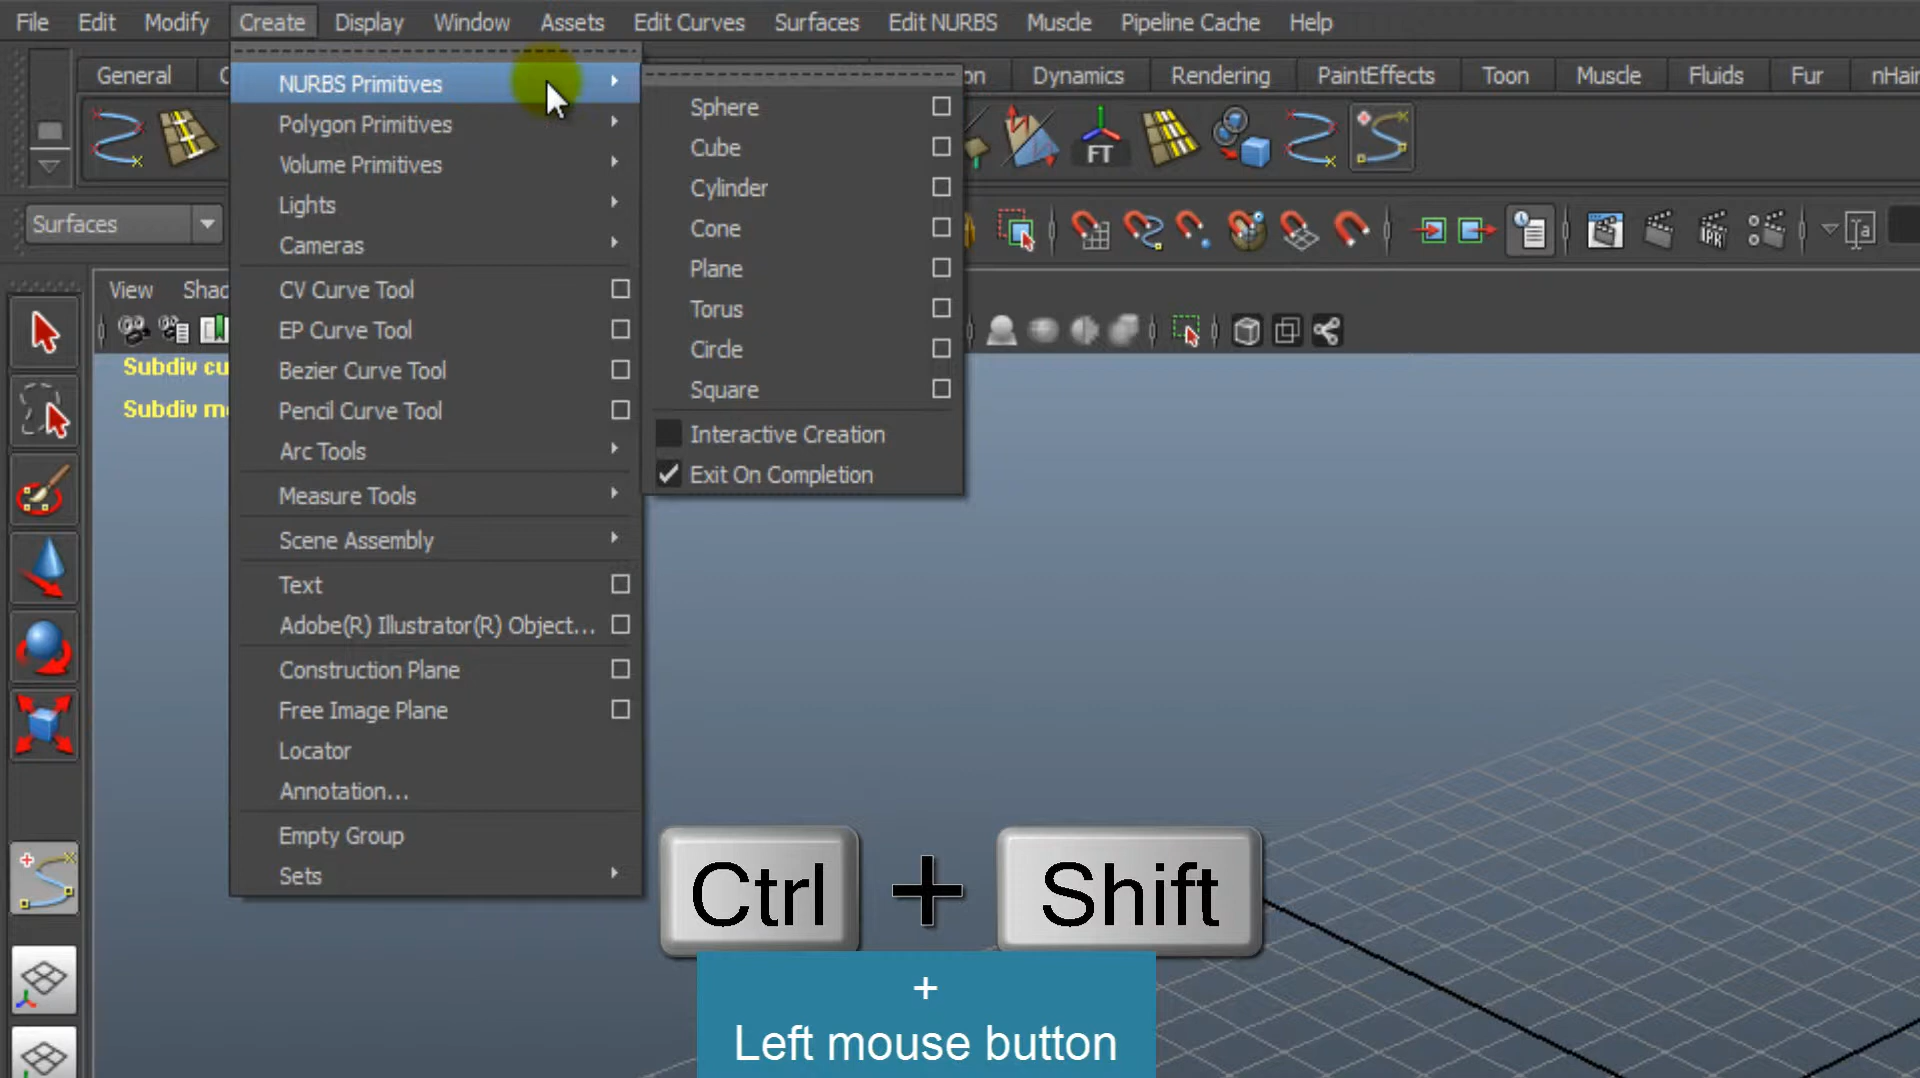 File Edit Modify Create Display Window Assets Edit Curves Surfaces Edit NURBS Muscle Pipeline Cache Help
General C on Dynamics Rendering PaintEffects Toon Muscle Fluids Fur nHair
FT
Surfaces
IPR
View Shad
Subdiv cu
Subdiv me
NURBS Primitives
Polygon Primitives
Volume Primitives
Lights
Cameras
CV Curve Tool
EP Curve Tool
Bezier Curve Tool
Pencil Curve Tool
Arc Tools
Measure Tools
Scene Assembly
Text
Adobe(R) Illustrator(R) Object...
Construction Plane
Free Image Plane
Locator
Annotation...
Empty Group
Sets
Sphere
Cube
Cylinder
Cone
Plane
Torus
Circle
Square
Interactive Creation
Exit On Completion
Ctrl + Shift
+
Left mouse button